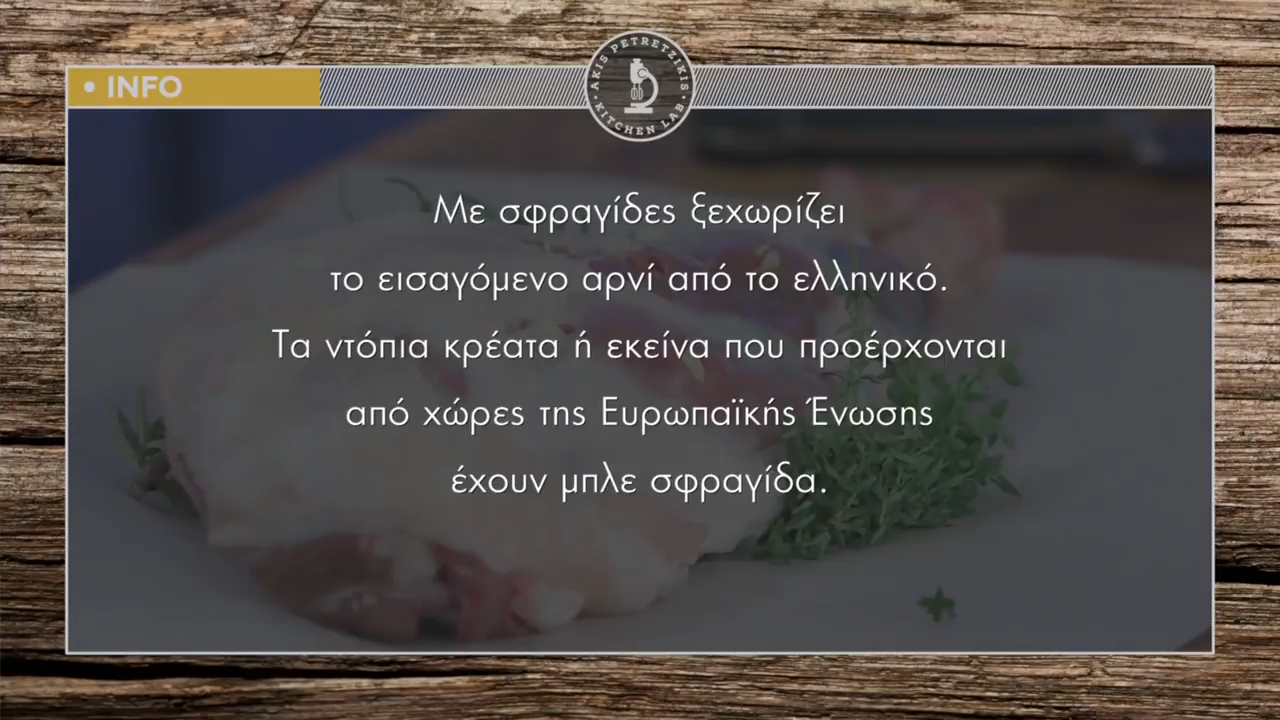 • INFO
AKIS PETRETZIKIS
• KITCHEN LAB •
Με σφραγίδες ξεχωρίζει
το εισαγόμενο αρνί από το ελληνικό.
Τα ντόπια κρέατα ή εκείνα που προέρχονται
από χώρες της Ευρωπαϊκής Ένωσης
έχουν μπλε σφραγίδα.